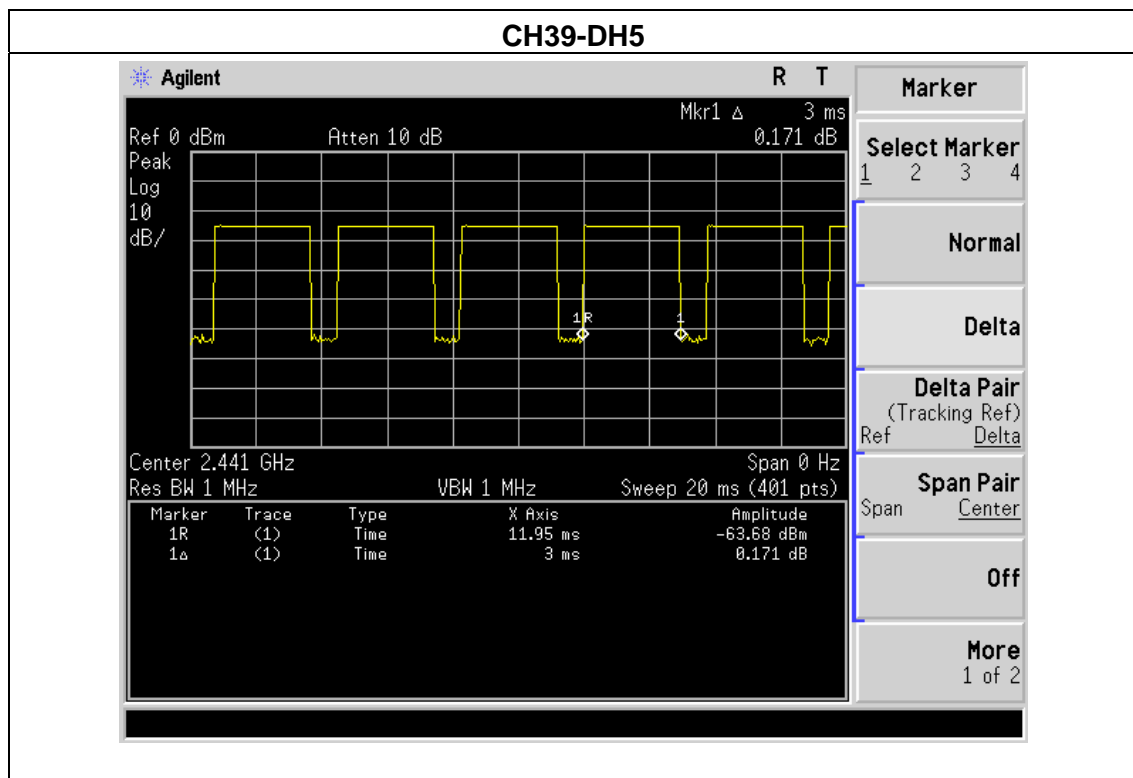 CH39-DH5
Agilent R T
Mkr1 Δ 3 ms
Ref 0 dBm Atten 10 dB 0.171 dB
Peak
Log
10
dB/
1R 1
Center 2.441 GHz Span 0 Hz
Res BW 1 MHz VBW 1 MHz Sweep 20 ms (401 pts)
Marker Trace Type X Axis Amplitude
1R (1) Time 11.95 ms -63.68 dBm
1Δ (1) Time 3 ms 0.171 dB
Marker
Select Marker
1 2 3 4
Normal
Delta
Delta Pair
(Tracking Ref)
Ref Delta
Span Pair
Span Center
Off
More
1 of 2